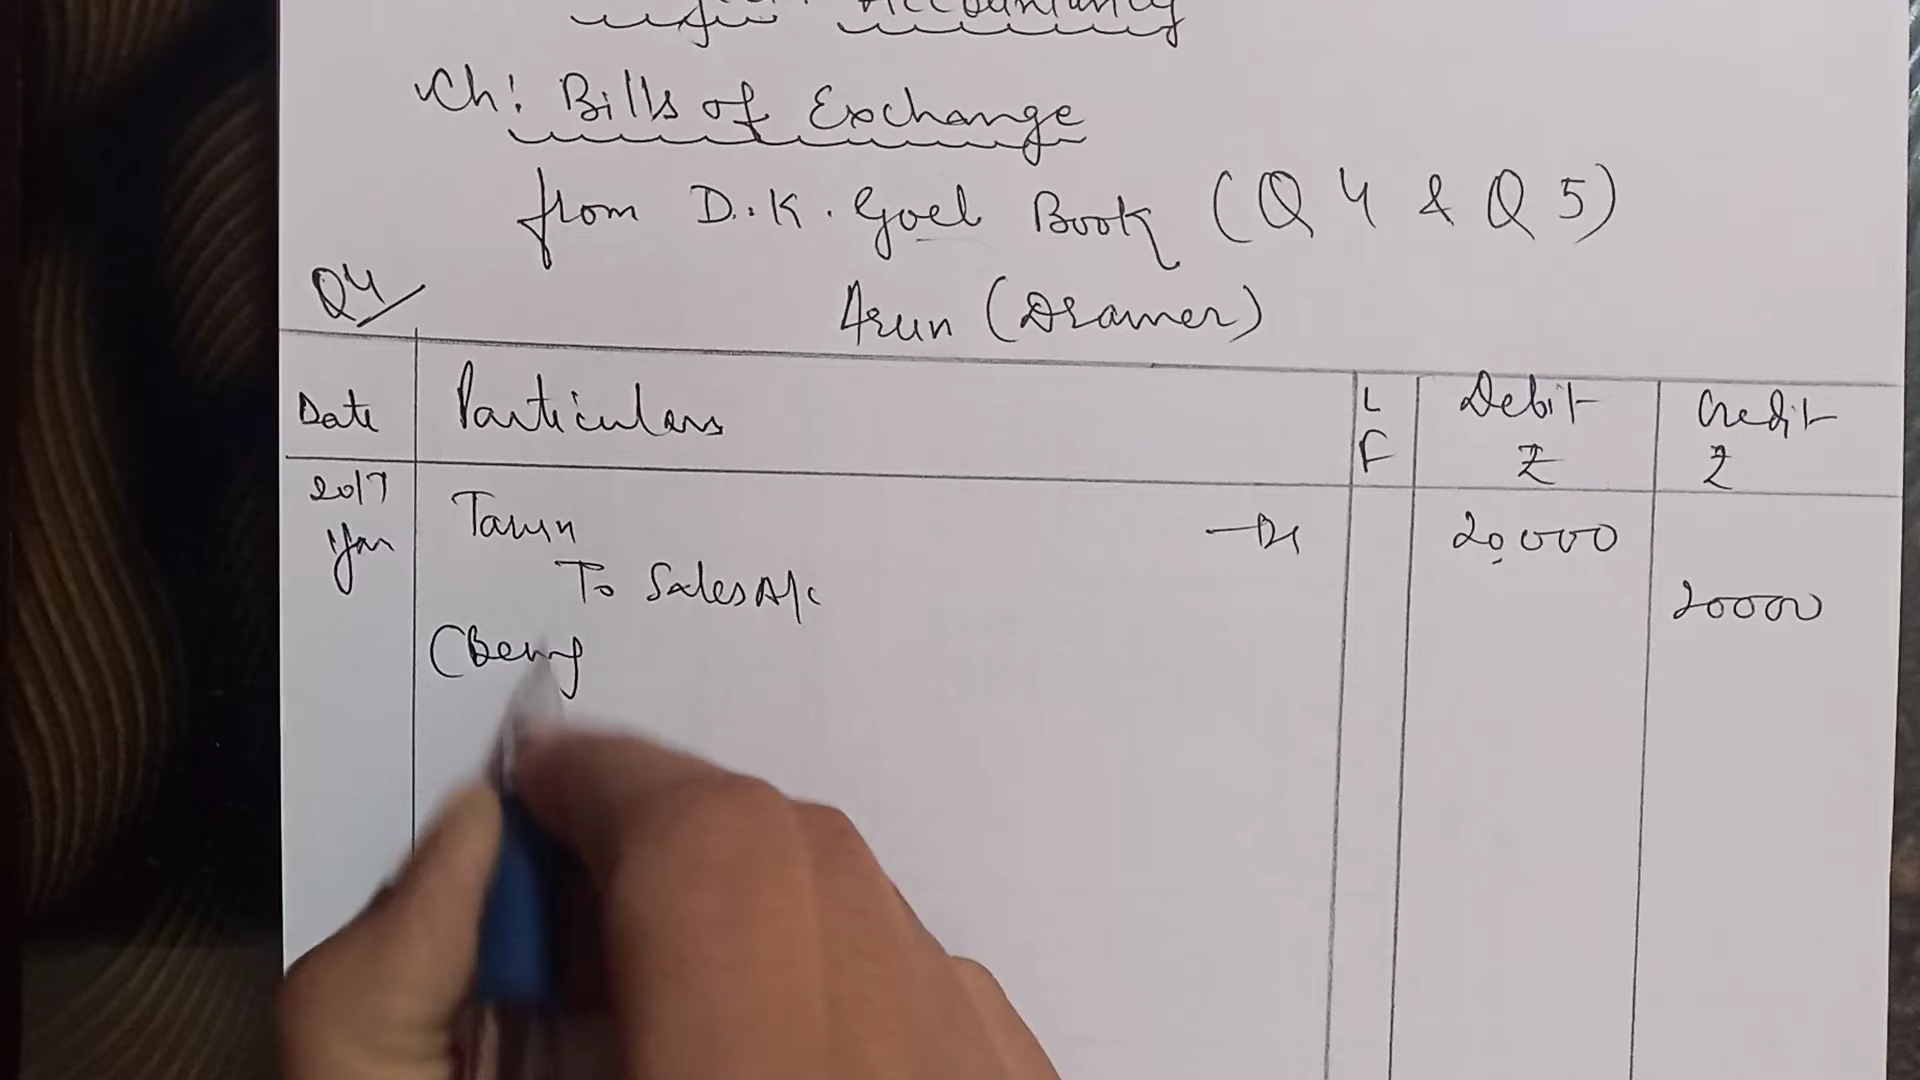 Accountancy
Ch: Bills of Exchange
from D.K. Goel Book (Q 4 & Q 5)
Q4
Arun (Drawer)
Date Particulars L F Debit ₹ Credit ₹
2017 Jan Tarun —Dr 20,000
To Sales A/c 20000
(Being